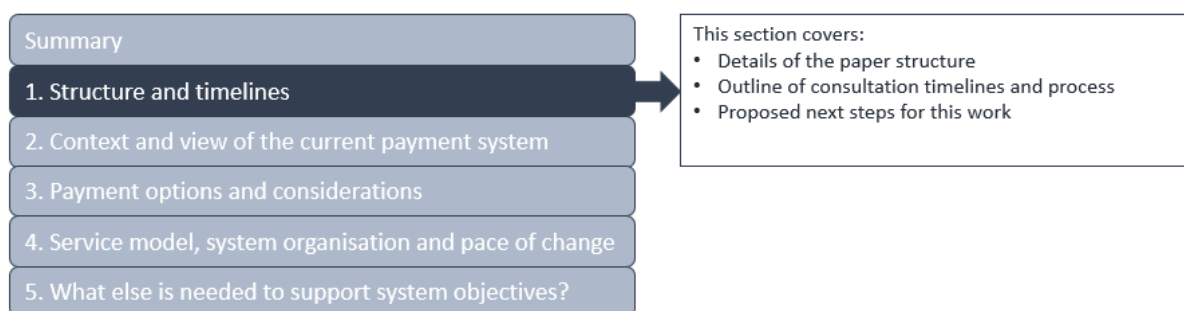 Summary
1. Structure and timelines
2. Context and view of the current payment system
3. Payment options and considerations
4. Service model, system organisation and pace of change
5. What else is needed to support system objectives?
This section covers:
• Details of the paper structure
• Outline of consultation timelines and process
• Proposed next steps for this work